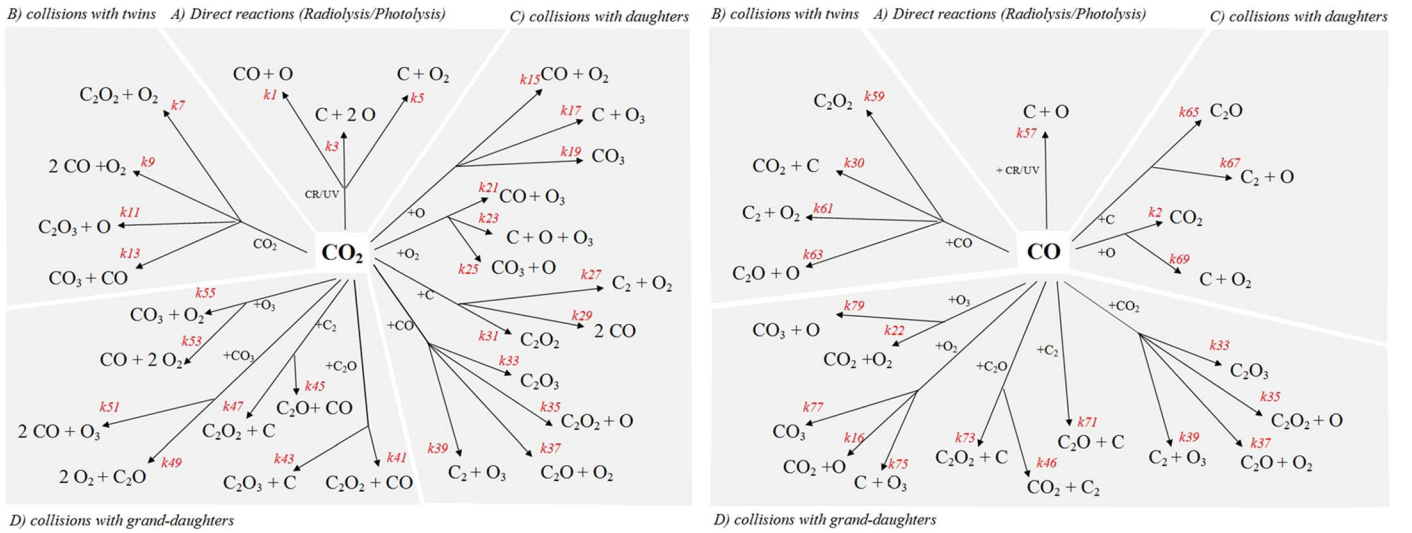 B) collisions with twins
A) Direct reactions (Radiolysis/Photolysis)
C) collisions with daughters
CO + O
k1
C + 2 O
k3
C + O₂
k5
CR/UV
C₂O₂ + O₂
k7
2 CO +O₂
k9
C₂O₃ + O
k11
CO₃ + CO
k13
CO₂
CO₂
k15
CO + O₂
k17
C + O₃
k19
CO₃
+O
k21
CO + O₃
k23
C + O + O₃
k25
CO₃ + O
+O₂
k27
C₂ + O₂
k29
2 CO
k31
C₂O₂
+C
k33
C₂O₃
k35
C₂O₂ + O
k37
C₂O + O₂
k39
C₂ + O₃
+CO
k55
CO₃ + O₂
k53
CO + 2 O₂
+O₃
k51
2 CO + O₃
k49
2 O₂ + C₂O
+CO₃
k47
C₂O₂ + C
k45
C₂O+ CO
+C₂
k43
C₂O₃ + C
k41
C₂O₂ + CO
+C₂O
D) collisions with grand-daughters
B) collisions with twins
A) Direct reactions (Radiolysis/Photolysis)
C) collisions with daughters
C + O
k57
+ CR/UV
C₂O₂
k59
CO₂ + C
k30
C₂ + O₂
k61
C₂O + O
k63
+CO
CO
k65
C₂O
k67
C₂ + O
+C
k2
CO₂
k69
C + O₂
+O
k79
CO₃ + O
k22
CO₂ +O₂
+O₃
k77
CO₃
k16
CO₂ +O
k75
C + O₃
+O₂
k73
C₂O₂ + C
k46
CO₂ + C₂
+C₂O
k71
C₂O + C
+C₂
+CO₂
k33
C₂O₃
k35
C₂O₂ + O
k37
C₂O + O₂
k39
C₂ + O₃
D) collisions with grand-daughters